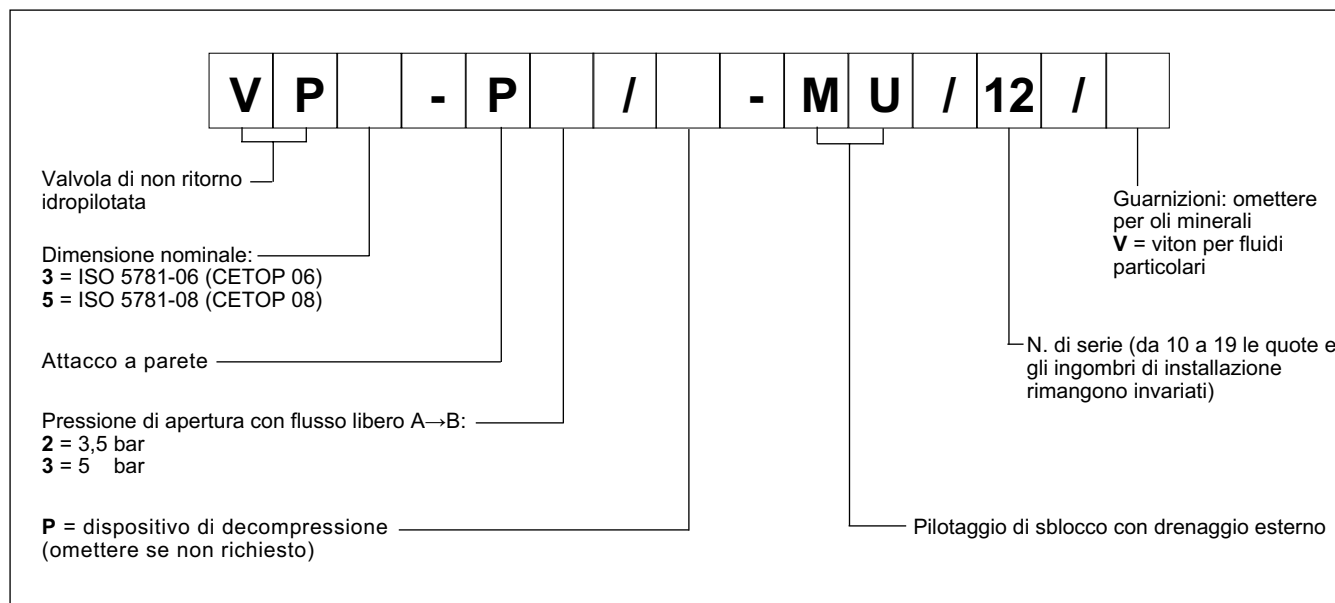 V P - P / - M U / 12 /
Valvola di non ritorno
idropilotata
Dimensione nominale:
3 = ISO 5781-06 (CETOP 06)
5 = ISO 5781-08 (CETOP 08)
Attacco a parete
Pressione di apertura con flusso libero A→B:
2 = 3,5 bar
3 = 5 bar
P = dispositivo di decompressione
(omettere se non richiesto)
Guarnizioni: omettere
per oli minerali
V = viton per fluidi
particolari
N. di serie (da 10 a 19 le quote e
gli ingombri di installazione
rimangono invariati)
Pilotaggio di sblocco con drenaggio esterno